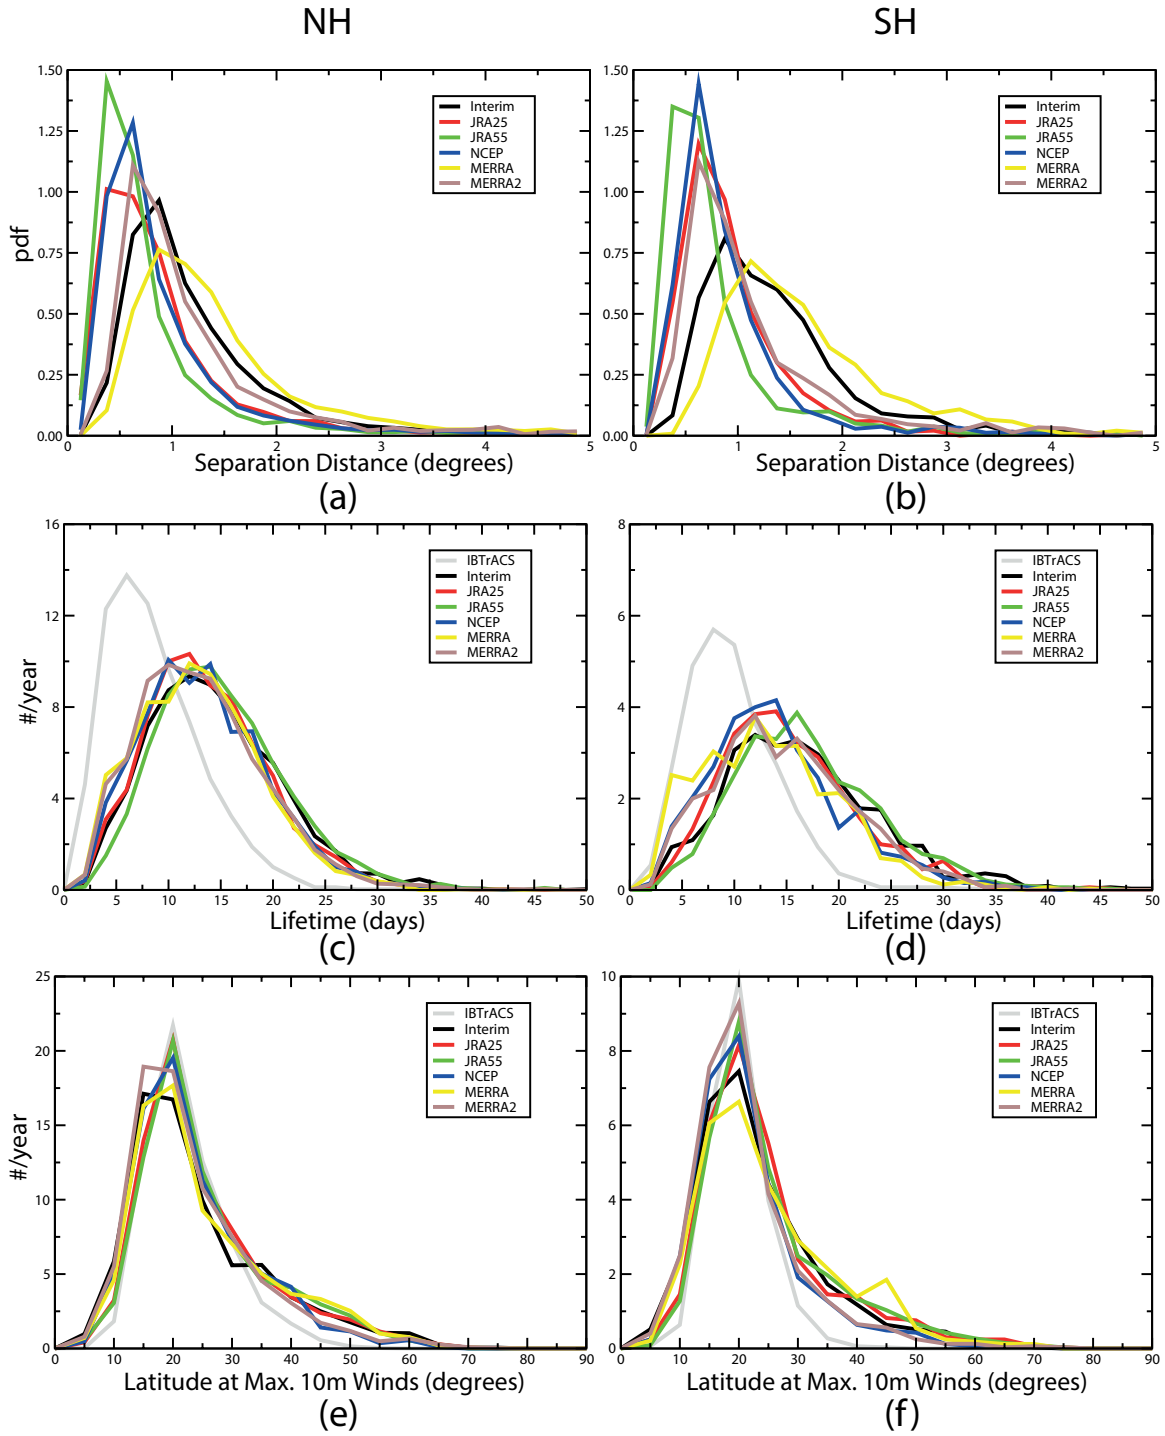 NH
SH
1.50
1.25
1.00
0.75
0.50
0.25
0.00
pdf
Interim
JRA25
JRA55
NCEP
MERRA
MERRA2
0 1 2 3 4 5
Separation Distance (degrees)
(a)
1.50
1.25
1.00
0.75
0.50
0.25
0.00
Interim
JRA25
JRA55
NCEP
MERRA
MERRA2
0 1 2 3 4 5
Separation Distance (degrees)
(b)
16
12
8
4
0
#/year
IBTrACS
Interim
JRA25
JRA55
NCEP
MERRA
MERRA2
0 5 10 15 20 25 30 35 40 45 50
Lifetime (days)
(c)
8
6
4
2
0
IBTrACS
Interim
JRA25
JRA55
NCEP
MERRA
MERRA2
0 5 10 15 20 25 30 35 40 45 50
Lifetime (days)
(d)
25
20
15
10
5
0
#/year
IBTrACS
Interim
JRA25
JRA55
NCEP
MERRA
MERRA2
0 10 20 30 40 50 60 70 80 90
Latitude at Max. 10m Winds (degrees)
(e)
10
8
6
4
2
0
IBTrACS
Interim
JRA25
JRA55
NCEP
MERRA
MERRA2
0 10 20 30 40 50 60 70 80 90
Latitude at Max. 10m Winds (degrees)
(f)